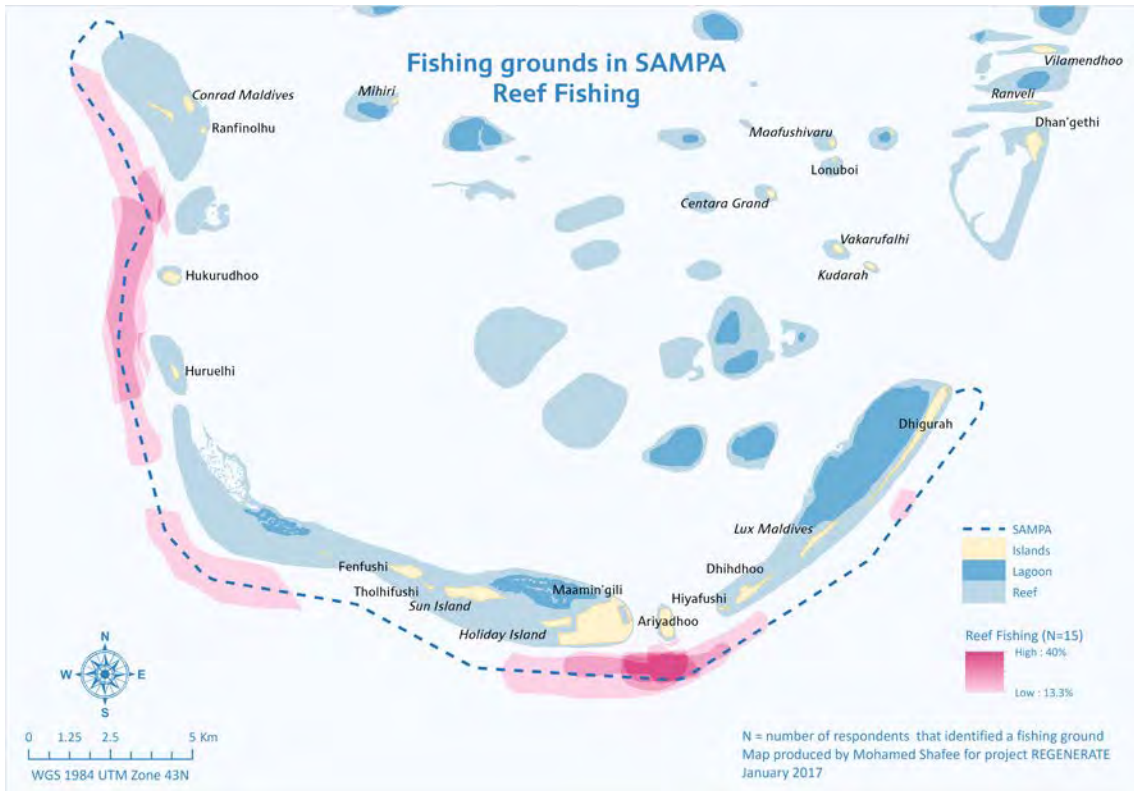 Fishing grounds in SAMPA
Reef Fishing
Vilamendhoo
Conrad Maldives
Mihiri
Ranveli
Ranfinolhu
Maafushivaru
Dhan'gethi
Lonuboi
Centara Grand
Vakarufalhi
Hukurudhoo
Kudarah
Huruelhi
Dhigurah
Lux Maldives
Fenfushi
Dhihdhoo
Tholhifushi
Maamin'gili
Hiyafushi
Sun Island
Ariyadhoo
Holiday Island
SAMPA
Islands
Lagoon
Reef
Reef Fishing (N=15)
High : 40%
Low : 13.3%
N
W E
S
0 1.25 2.5 5 Km
WGS 1984 UTM Zone 43N
N = number of respondents that identified a fishing ground
Map produced by Mohamed Shafee for project REGENERATE
January 2017